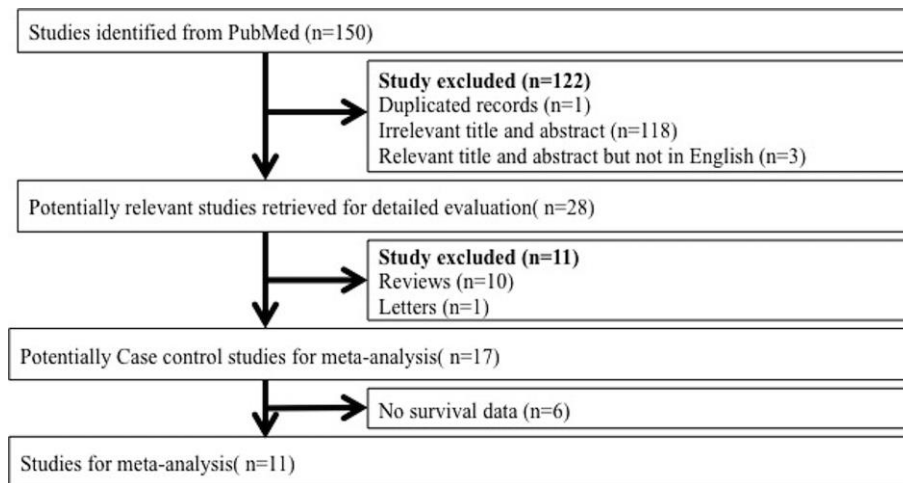 Studies identified from PubMed (n=150)
Study excluded (n=122)
Duplicated records (n=1)
Irrelevant title and abstract (n=118)
Relevant title and abstract but not in English (n=3)
Potentially relevant studies retrieved for detailed evaluation( n=28)
Study excluded (n=11)
Reviews (n=10)
Letters (n=1)
Potentially Case control studies for meta-analysis( n=17)
No survival data (n=6)
Studies for meta-analysis( n=11)